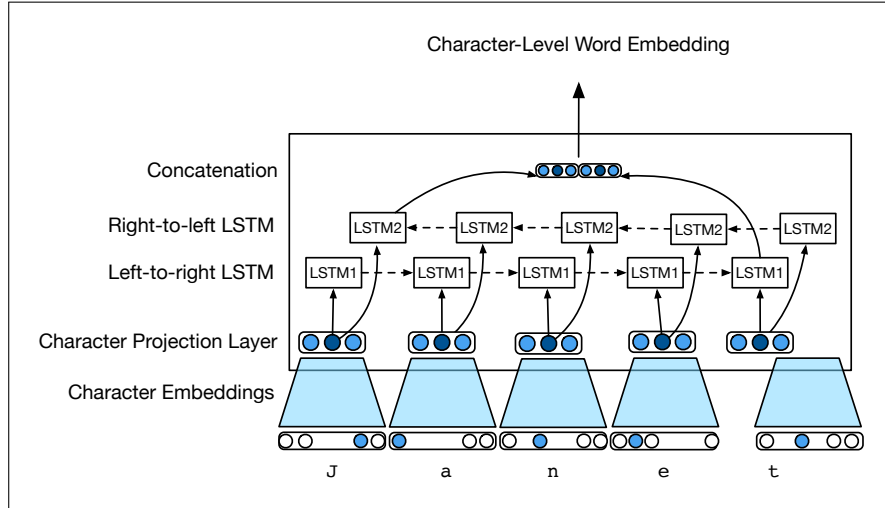 Character-Level Word Embedding
Concatenation
Right-to-left LSTM
LSTM2 LSTM2 LSTM2 LSTM2 LSTM2
Left-to-right LSTM
LSTM1 LSTM1 LSTM1 LSTM1 LSTM1
Character Projection Layer
Character Embeddings
J a n e t